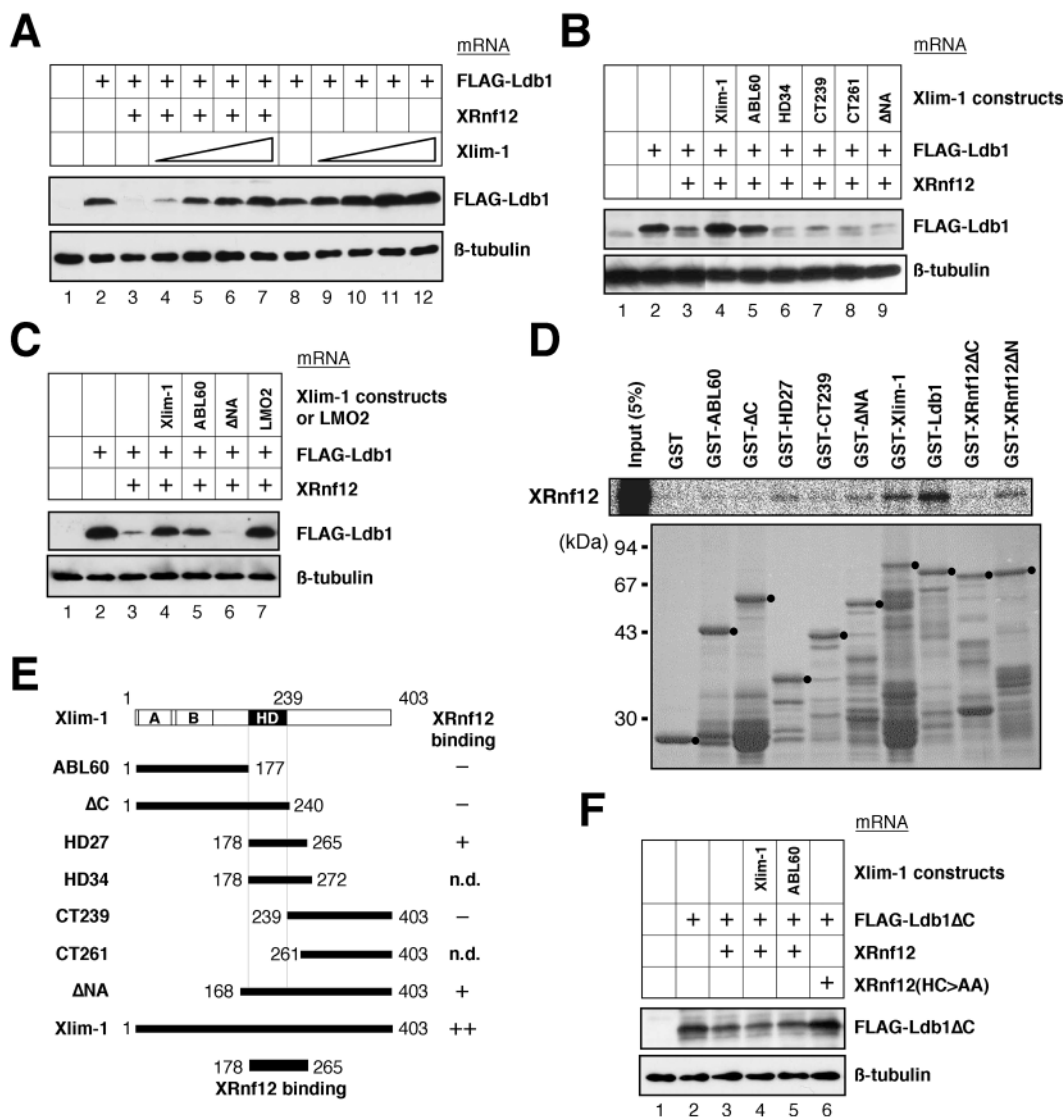 A
mRNA
+ + + + + + + + + + + FLAG-Ldb1
+ + + + + XRnf12
Xlim-1
FLAG-Ldb1
ß-tubulin
1 2 3 4 5 6 7 8 9 10 11 12
B
mRNA
Xlim-1 ABL60 HD34 CT239 CT261 ΔNA Xlim-1 constructs
+ + + + + + + + FLAG-Ldb1
+ + + + + + + XRnf12
FLAG-Ldb1
ß-tubulin
1 2 3 4 5 6 7 8 9
C
mRNA
Xlim-1 ABL60 ΔNA LMO2 Xlim-1 constructs
or LMO2
+ + + + + + FLAG-Ldb1
+ + + + + XRnf12
FLAG-Ldb1
ß-tubulin
1 2 3 4 5 6 7
D
Input (5%) GST GST-ABL60 GST-ΔC GST-HD27 GST-CT239 GST-ΔNA GST-Xlim-1 GST-Ldb1 GST-XRnf12ΔC GST-XRnf12ΔN
XRnf12
(kDa)
94
67
43
30
E
1 239 403
Xlim-1 A B HD XRnf12
binding
ABL60 1 177 –
ΔC 1 240 –
HD27 178 265 +
HD34 178 272 n.d.
CT239 239 403 –
CT261 261 403 n.d.
ΔNA 168 403 +
Xlim-1 1 403 ++
178 265
XRnf12 binding
F
mRNA
Xlim-1 ABL60 Xlim-1 constructs
+ + + + + FLAG-Ldb1ΔC
+ + + XRnf12
+ XRnf12(HC>AA)
FLAG-Ldb1ΔC
ß-tubulin
1 2 3 4 5 6